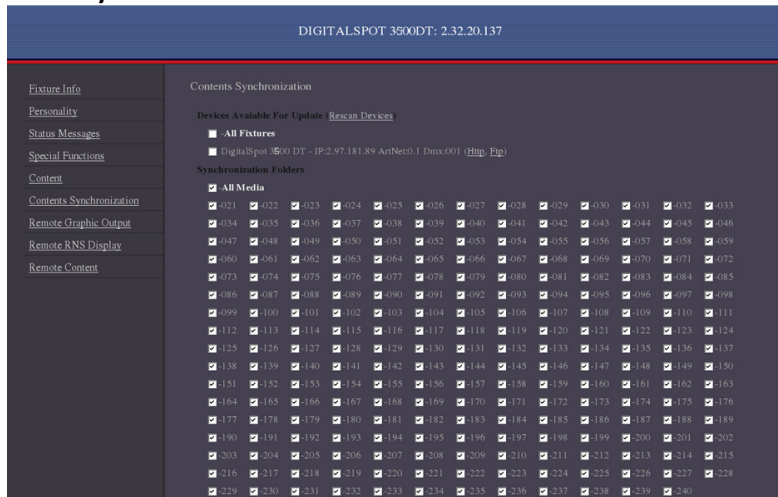 DIGITALSPOT 3500DT: 2.32.20.137
Fixture Info
Personality
Status Messages
Special Functions
Content
Contents Synchronization
Remote Graphic Output
Remote RNS Display
Remote Content
Contents Synchronization
Devices Avaiable For Update (Rescan Devices)
-All Fixtures
DigitalSpot 3500 DT - IP:2.97.181.89 ArtNet:0.1 Dmx:001 (Http, Ftp)
Synchronization Folders
-All Media
-021 -022 -023 -024 -025 -026 -027 -028 -029 -030 -031 -032 -033
-034 -035 -036 -037 -038 -039 -040 -041 -042 -043 -044 -045 -046
-047 -048 -049 -050 -051 -052 -053 -054 -055 -056 -057 -058 -059
-060 -061 -062 -063 -064 -065 -066 -067 -068 -069 -070 -071 -072
-073 -074 -075 -076 -077 -078 -079 -080 -081 -082 -083 -084 -085
-086 -087 -088 -089 -090 -091 -092 -093 -094 -095 -096 -097 -098
-099 -100 -101 -102 -103 -104 -105 -106 -107 -108 -109 -110 -111
-112 -113 -114 -115 -116 -117 -118 -119 -120 -121 -122 -123 -124
-125 -126 -127 -128 -129 -130 -131 -132 -133 -134 -135 -136 -137
-138 -139 -140 -141 -142 -143 -144 -145 -146 -147 -148 -149 -150
-151 -152 -153 -154 -155 -156 -157 -158 -159 -160 -161 -162 -163
-164 -165 -166 -167 -168 -169 -170 -171 -172 -173 -174 -175 -176
-177 -178 -179 -180 -181 -182 -183 -184 -185 -186 -187 -188 -189
-190 -191 -192 -193 -194 -195 -196 -197 -198 -199 -200 -201 -202
-203 -204 -205 -206 -207 -208 -209 -210 -211 -212 -213 -214 -215
-216 -217 -218 -219 -220 -221 -222 -223 -224 -225 -226 -227 -228
-229 -230 -231 -232 -233 -234 -235 -236 -237 -238 -239 -240